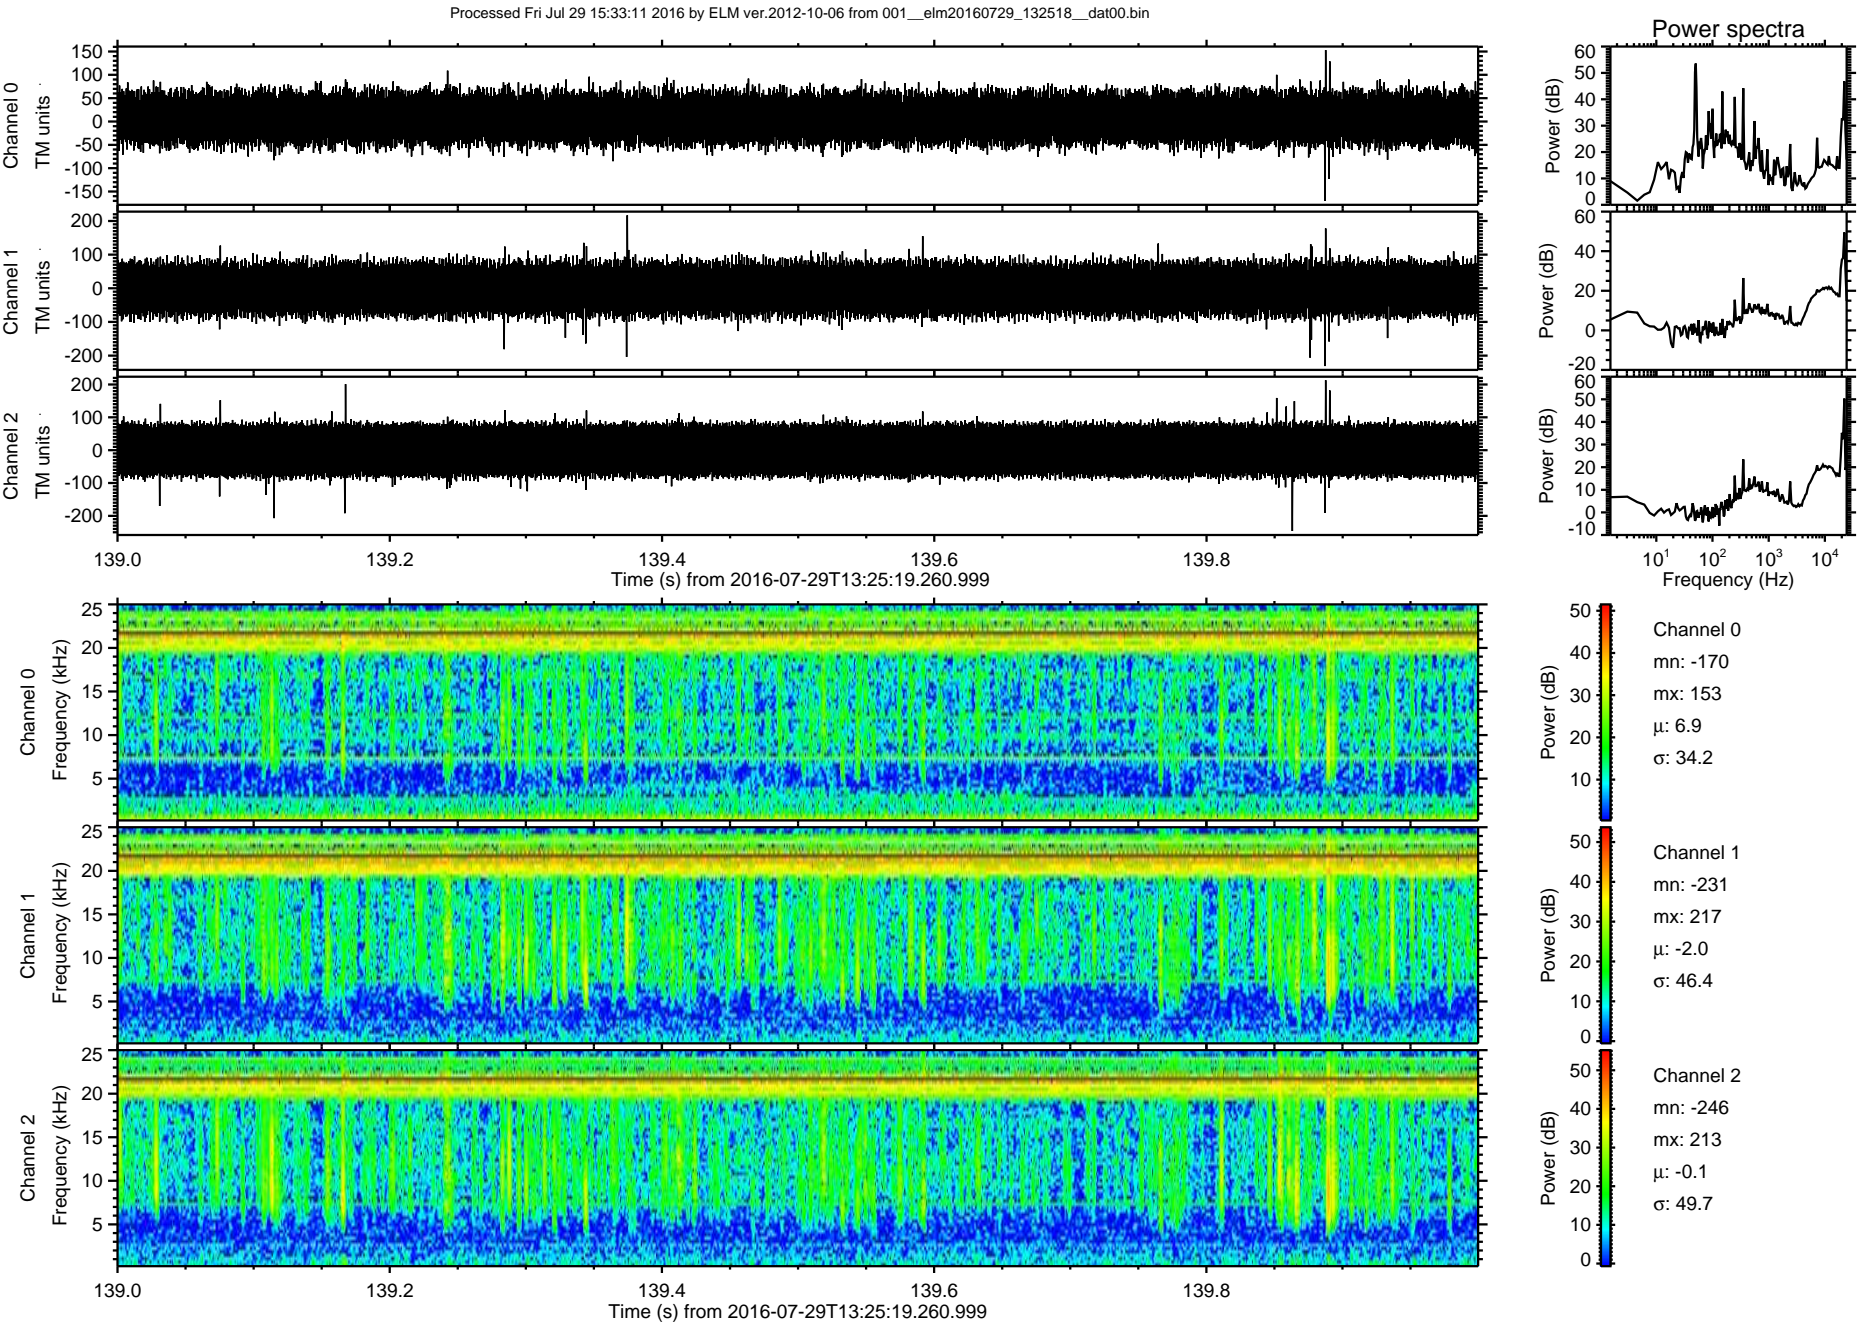 Processed Fri Jul 29 15:33:11 2016 by ELM ver.2012-10-06 from 001__elm20160729_132518__dat00.bin
Power spectra
Channel 0
TM units
150
100
50
0
-50
-100
-150
Power (dB)
60
50
40
30
20
10
0
Channel 1
TM units
200
100
0
-100
-200
Power (dB)
60
40
20
0
-20
Channel 2
TM units
200
100
0
-100
-200
Power (dB)
60
50
40
30
20
10
0
-10
139.0 139.2 139.4 139.6 139.8
Time (s) from 2016-07-29T13:25:19.260.999
10^1 10^2 10^3 10^4
Frequency (Hz)
Channel 0
Frequency (kHz)
25
20
15
10
5
Power (dB)
50
40
30
20
10
Channel 0
mn: -170
mx: 153
μ: 6.9
σ: 34.2
Channel 1
Frequency (kHz)
25
20
15
10
5
Power (dB)
50
40
30
20
10
0
Channel 1
mn: -231
mx: 217
μ: -2.0
σ: 46.4
Channel 2
Frequency (kHz)
25
20
15
10
5
Power (dB)
50
40
30
20
10
0
Channel 2
mn: -246
mx: 213
μ: -0.1
σ: 49.7
139.0 139.2 139.4 139.6 139.8
Time (s) from 2016-07-29T13:25:19.260.999